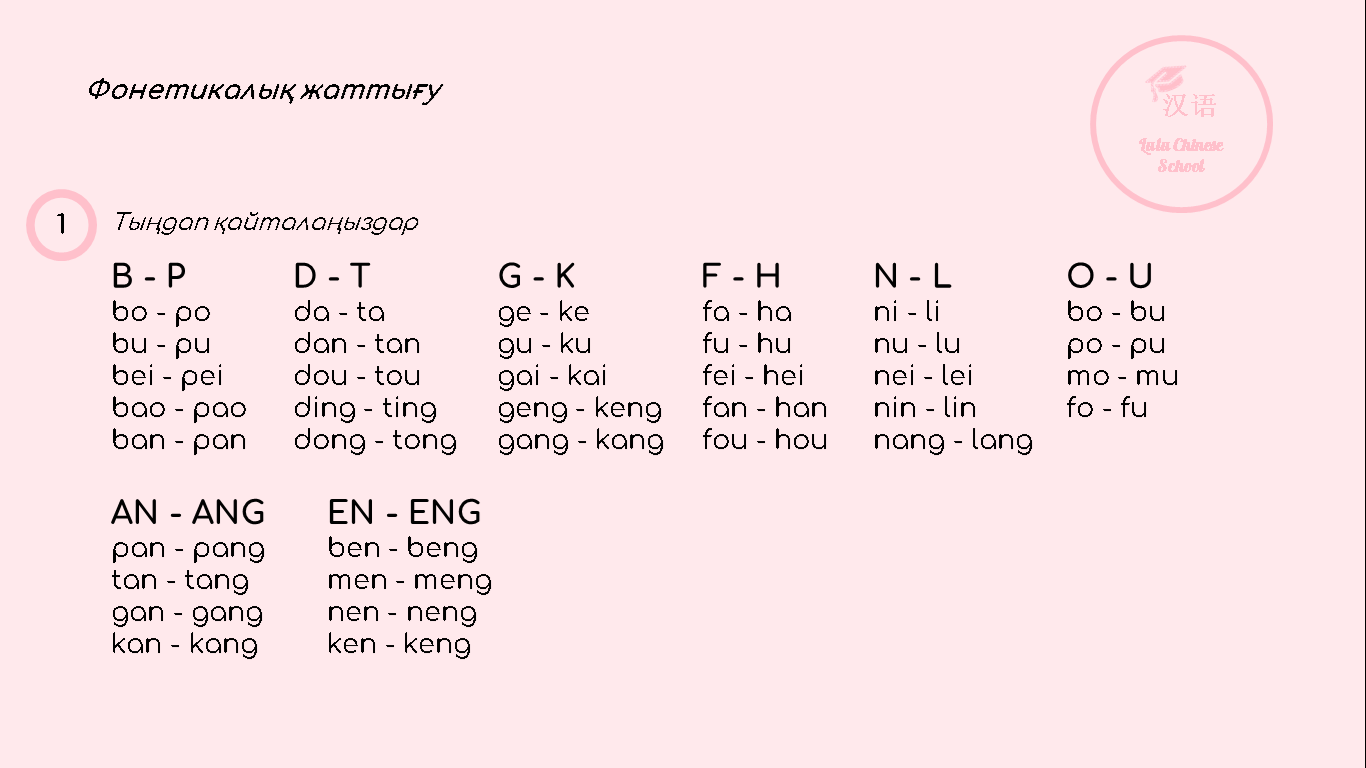 Фонетикалық жаттығу
汉语
Lulu Chinese
School
1
Тыңдап қайталаңыздар
B - P
bo - po
bu - pu
bei - pei
bao - pao
ban - pan
D - T
da - ta
dan - tan
dou - tou
ding - ting
dong - tong
G - K
ge - ke
gu - ku
gai - kai
geng - keng
gang - kang
F - H
fa - ha
fu - hu
fei - hei
fan - han
fou - hou
N - L
ni - li
nu - lu
nei - lei
nin - lin
nang - lang
O - U
bo - bu
po - pu
mo - mu
fo - fu
AN - ANG
pan - pang
tan - tang
gan - gang
kan - kang
EN - ENG
ben - beng
men - meng
nen - neng
ken - keng